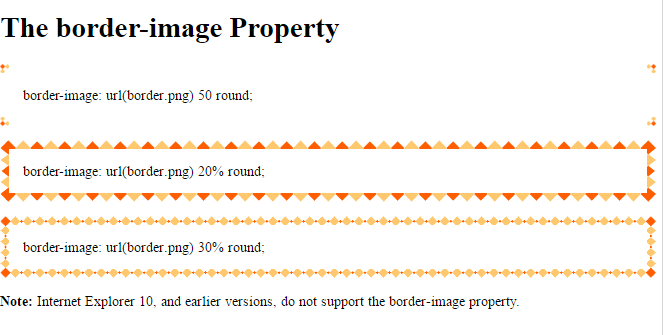 The border-image Property
border-image: url(border.png) 50 round;
border-image: url(border.png) 20% round;
border-image: url(border.png) 30% round;
Note: Internet Explorer 10, and earlier versions, do not support the border-image property.